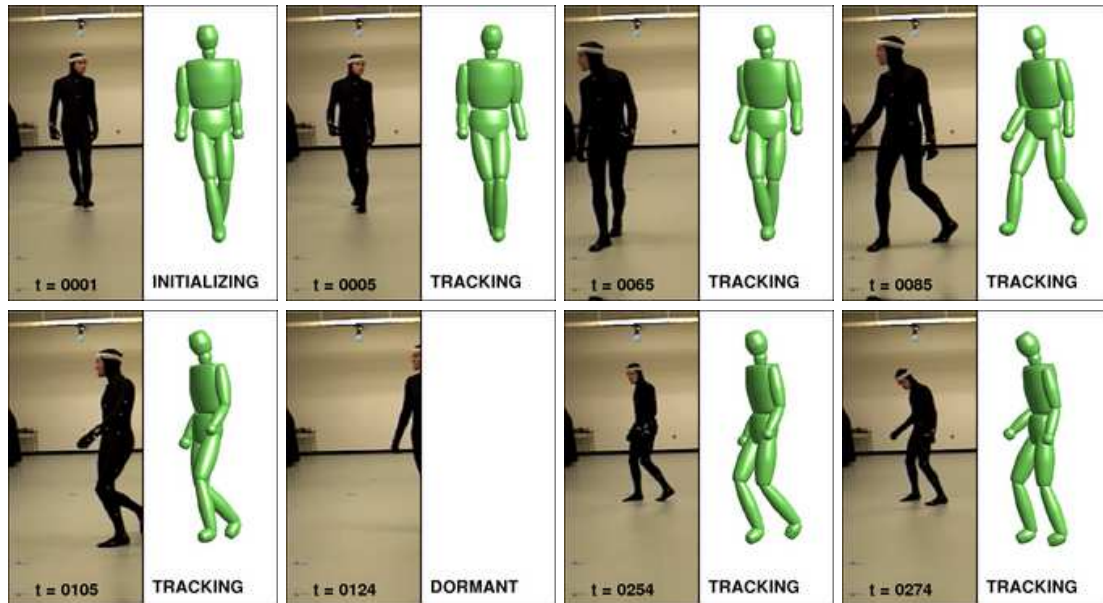 t = 0001 INITIALIZING
t = 0005 TRACKING
t = 0065 TRACKING
t = 0085 TRACKING
t = 0105 TRACKING
t = 0124 DORMANT
t = 0254 TRACKING
t = 0274 TRACKING